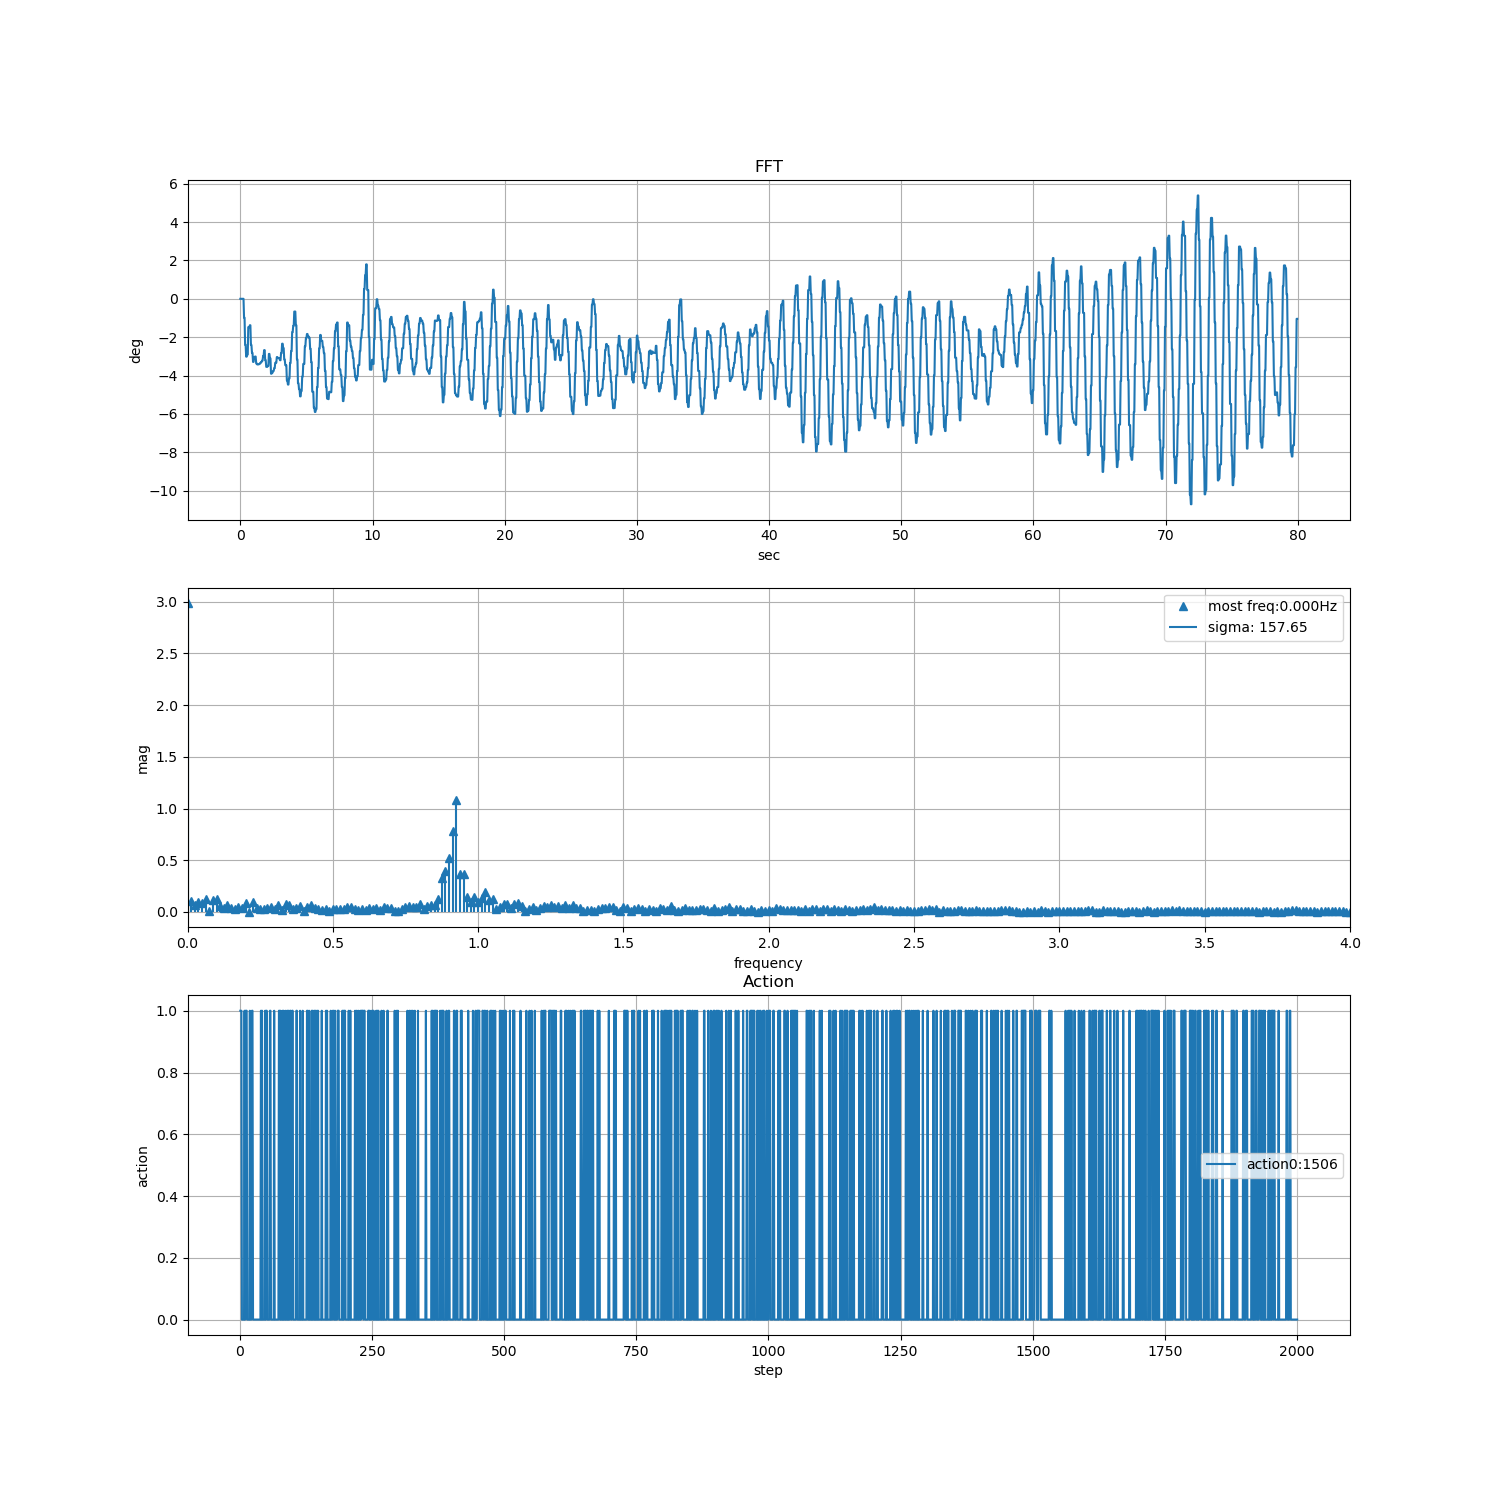 FFT
6
4
2
0
−2
−4
−6
−8
−10
deg
0 10 20 30 40 50 60 70 80
sec
3.0
2.5
2.0
1.5
1.0
0.5
0.0
mag
most freq:0.000Hz
sigma: 157.65
0.0 0.5 1.0 1.5 2.0 2.5 3.0 3.5 4.0
frequency
Action
1.0
0.8
0.6
0.4
0.2
0.0
action
action0:1506
0 250 500 750 1000 1250 1500 1750 2000
step